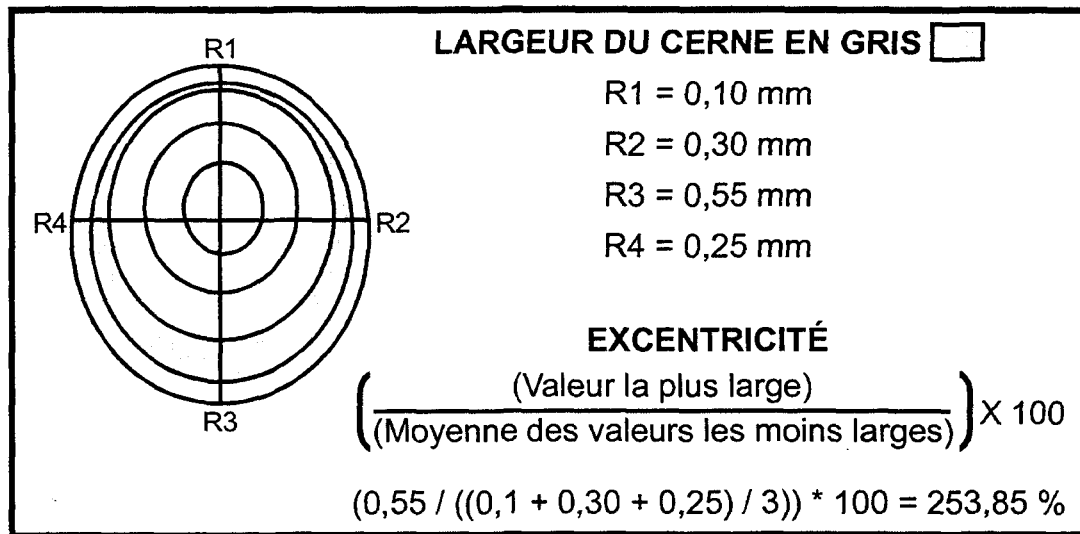 LARGEUR DU CERNE EN GRIS
R1
R1 = 0,10 mm
R2 = 0,30 mm
R3 = 0,55 mm
R4
R2
R4 = 0,25 mm
R3
EXCENTRICITÉ
(Valeur la plus large)
(Moyenne des valeurs les moins larges)
( ) X 100
(0,55 / ((0,1 + 0,30 + 0,25) / 3)) * 100 = 253,85 %